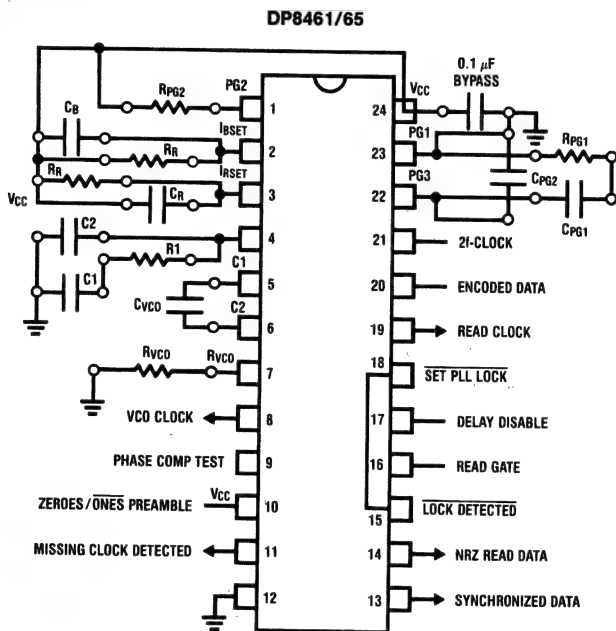 DP8461/65
0.1 µF
BYPASS
VCC
RPG2
PG2
1
24
CB
IBSET
2
RR
PG1
23
RPG1
RR
IRSET
3
VCC
CR
PG3
22
CPG2
CPG1
C2
4
R1
21
2f-CLOCK
C1
C1
5
CVCO
20
ENCODED DATA
C2
6
19
READ CLOCK
RVCO
RVCO
7
18
SET PLL LOCK
VCO CLOCK
8
17
DELAY DISABLE
PHASE COMP TEST
9
16
READ GATE
ZEROES/ONES PREAMBLE
VCC
10
15
LOCK DETECTED
MISSING CLOCK DETECTED
11
14
NRZ READ DATA
12
13
SYNCHRONIZED DATA